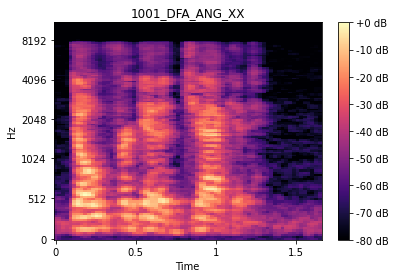 1001_DFA_ANG_XX
+0 dB
8192
-10 dB
4096
-20 dB
-30 dB
2048
Hz
-40 dB
1024
-50 dB
512
-60 dB
-70 dB
0
-80 dB
0 0.5 1 1.5
Time